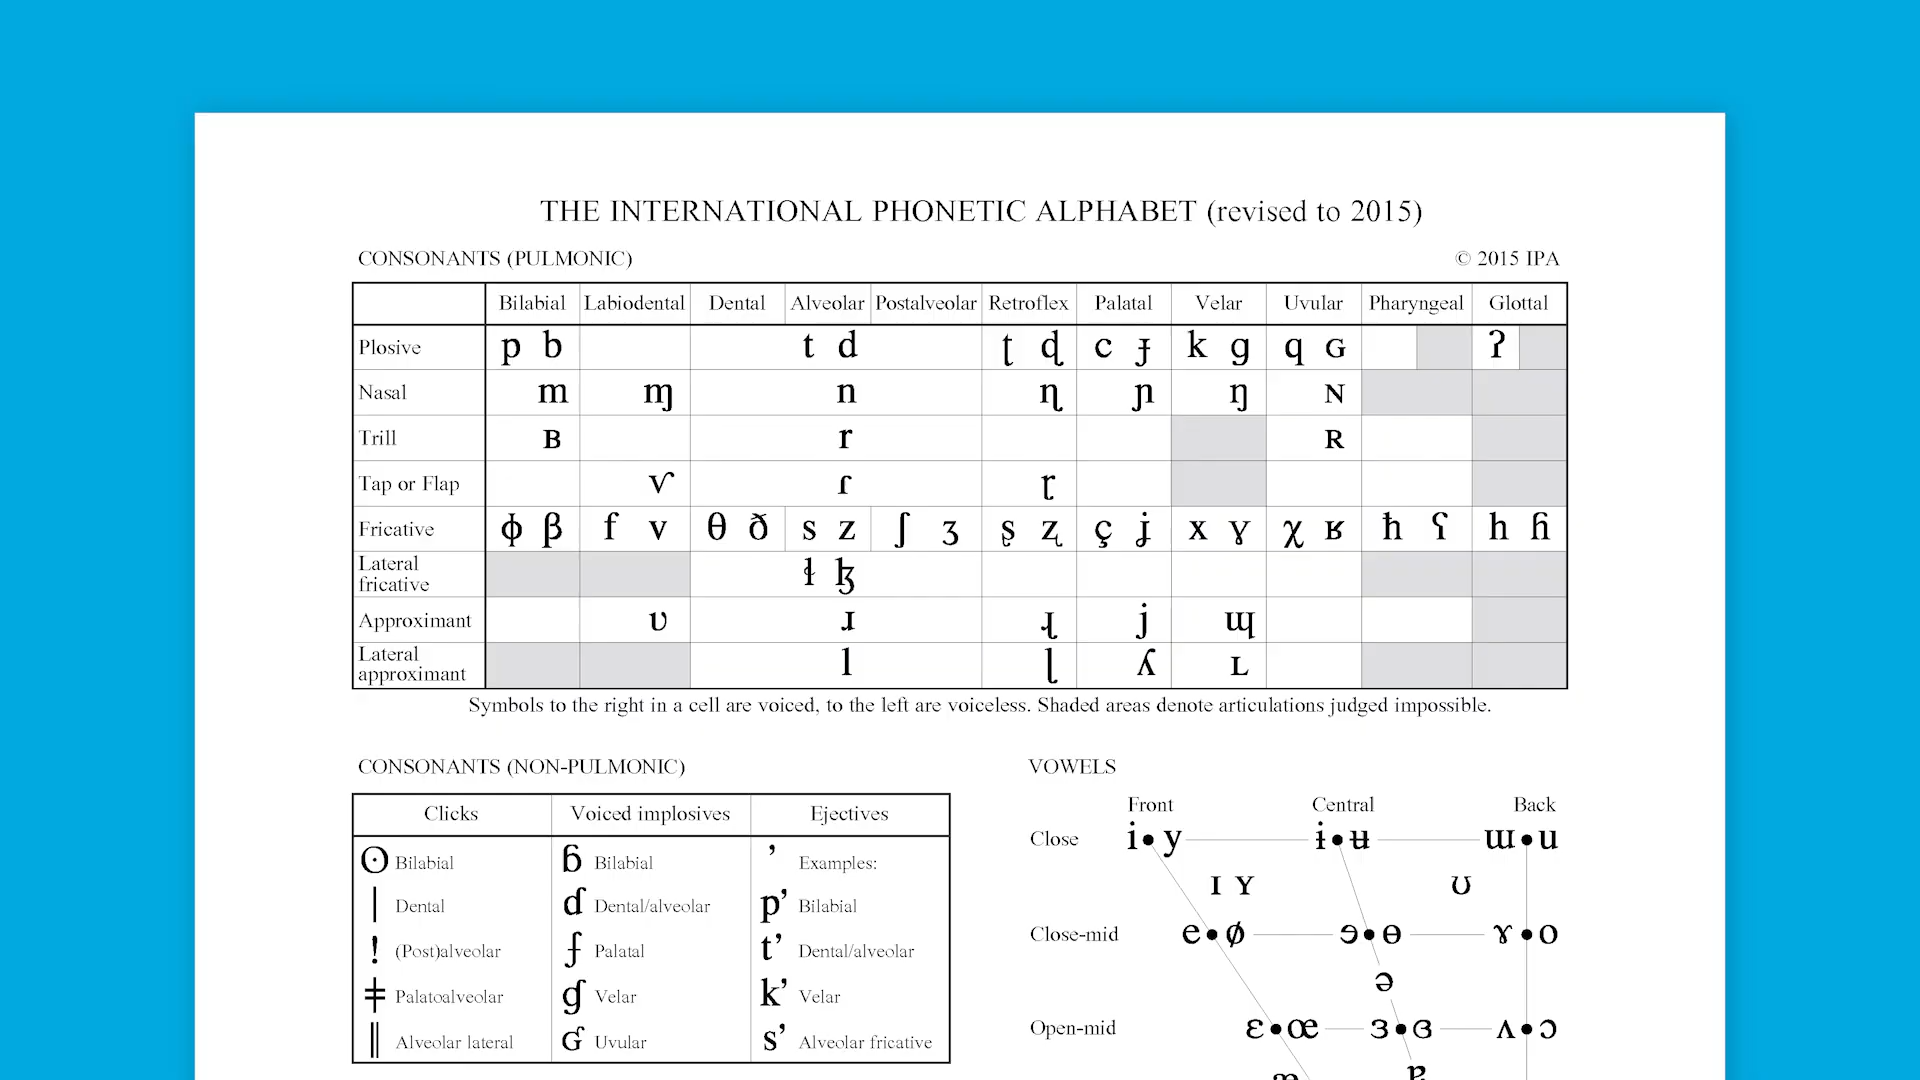 THE INTERNATIONAL PHONETIC ALPHABET (revised to 2015)
CONSONANTS (PULMONIC) © 2015 IPA
Bilabial Labiodental Dental Alveolar Postalveolar Retroflex Palatal Velar Uvular Pharyngeal Glottal
Plosive p b t d ʈ ɖ c ɟ k ɡ q ɢ ʔ
Nasal m ɱ n ɳ ɲ ŋ ɴ
Trill ʙ r ʀ
Tap or Flap ⱱ ɾ ɽ
Fricative ɸ β f v θ ð s z ʃ ʒ ʂ ʐ ç ʝ x ɣ χ ʁ ħ ʕ h ɦ
Lateral
fricative ɬ ɮ
Approximant ʋ ɹ ɻ j ɰ
Lateral
approximant l ɭ ʎ ʟ
Symbols to the right in a cell are voiced, to the left are voiceless. Shaded areas denote articulations judged impossible.
CONSONANTS (NON-PULMONIC)
Clicks Voiced implosives Ejectives
ʘ Bilabial ɓ Bilabial ʼ Examples:
ǀ Dental ɗ Dental/alveolar pʼ Bilabial
ǃ (Post)alveolar ʄ Palatal tʼ Dental/alveolar
ǂ Palatoalveolar ɠ Velar kʼ Velar
ǁ Alveolar lateral ʛ Uvular sʼ Alveolar fricative
VOWELS
Front Central Back
Close i y ɨ ʉ ɯ u
ɪ ʏ ʊ
Close-mid e ø ɘ ɵ ɤ o
ə
Open-mid ɛ œ ɜ ɞ ʌ ɔ
æ ɐ